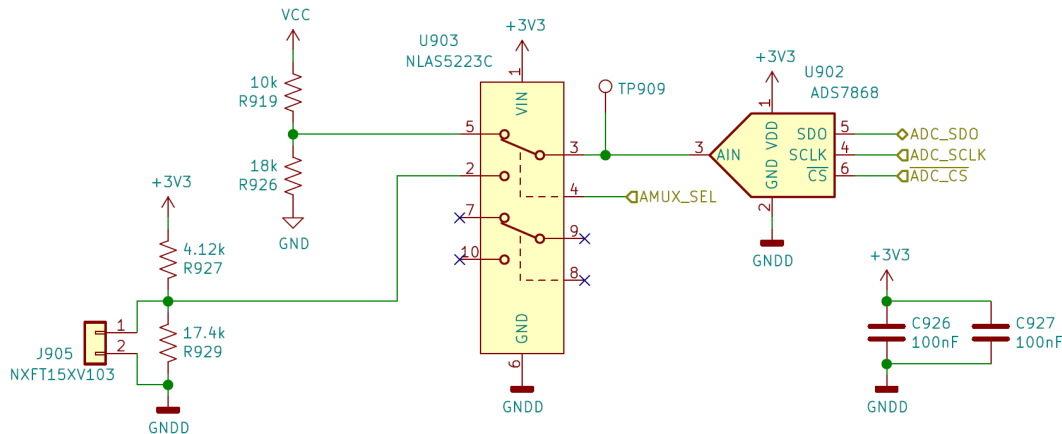 VCC
10k
R919
18k
R926
GND
+3V3
4.12k
R927
17.4k
R929
1
2
J905
NXFT15XV103
GNDD
U903
NLAS5223C
+3V3
1
VIN
5
2
7
10
3
4
9
8
GND
6
GNDD
TP909
AMUX_SEL
+3V3
U902
ADS7868
1
VDD
3
AIN
SDO
5
ADC_SDO
SCLK
4
ADC_SCLK
CS
6
ADC_CS
GND
2
GNDD
+3V3
C926
100nF
C927
100nF
GNDD